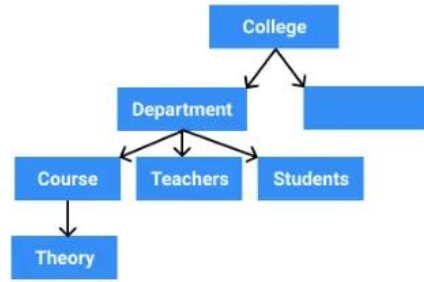 College
Department
Course
Teachers
Students
Theory